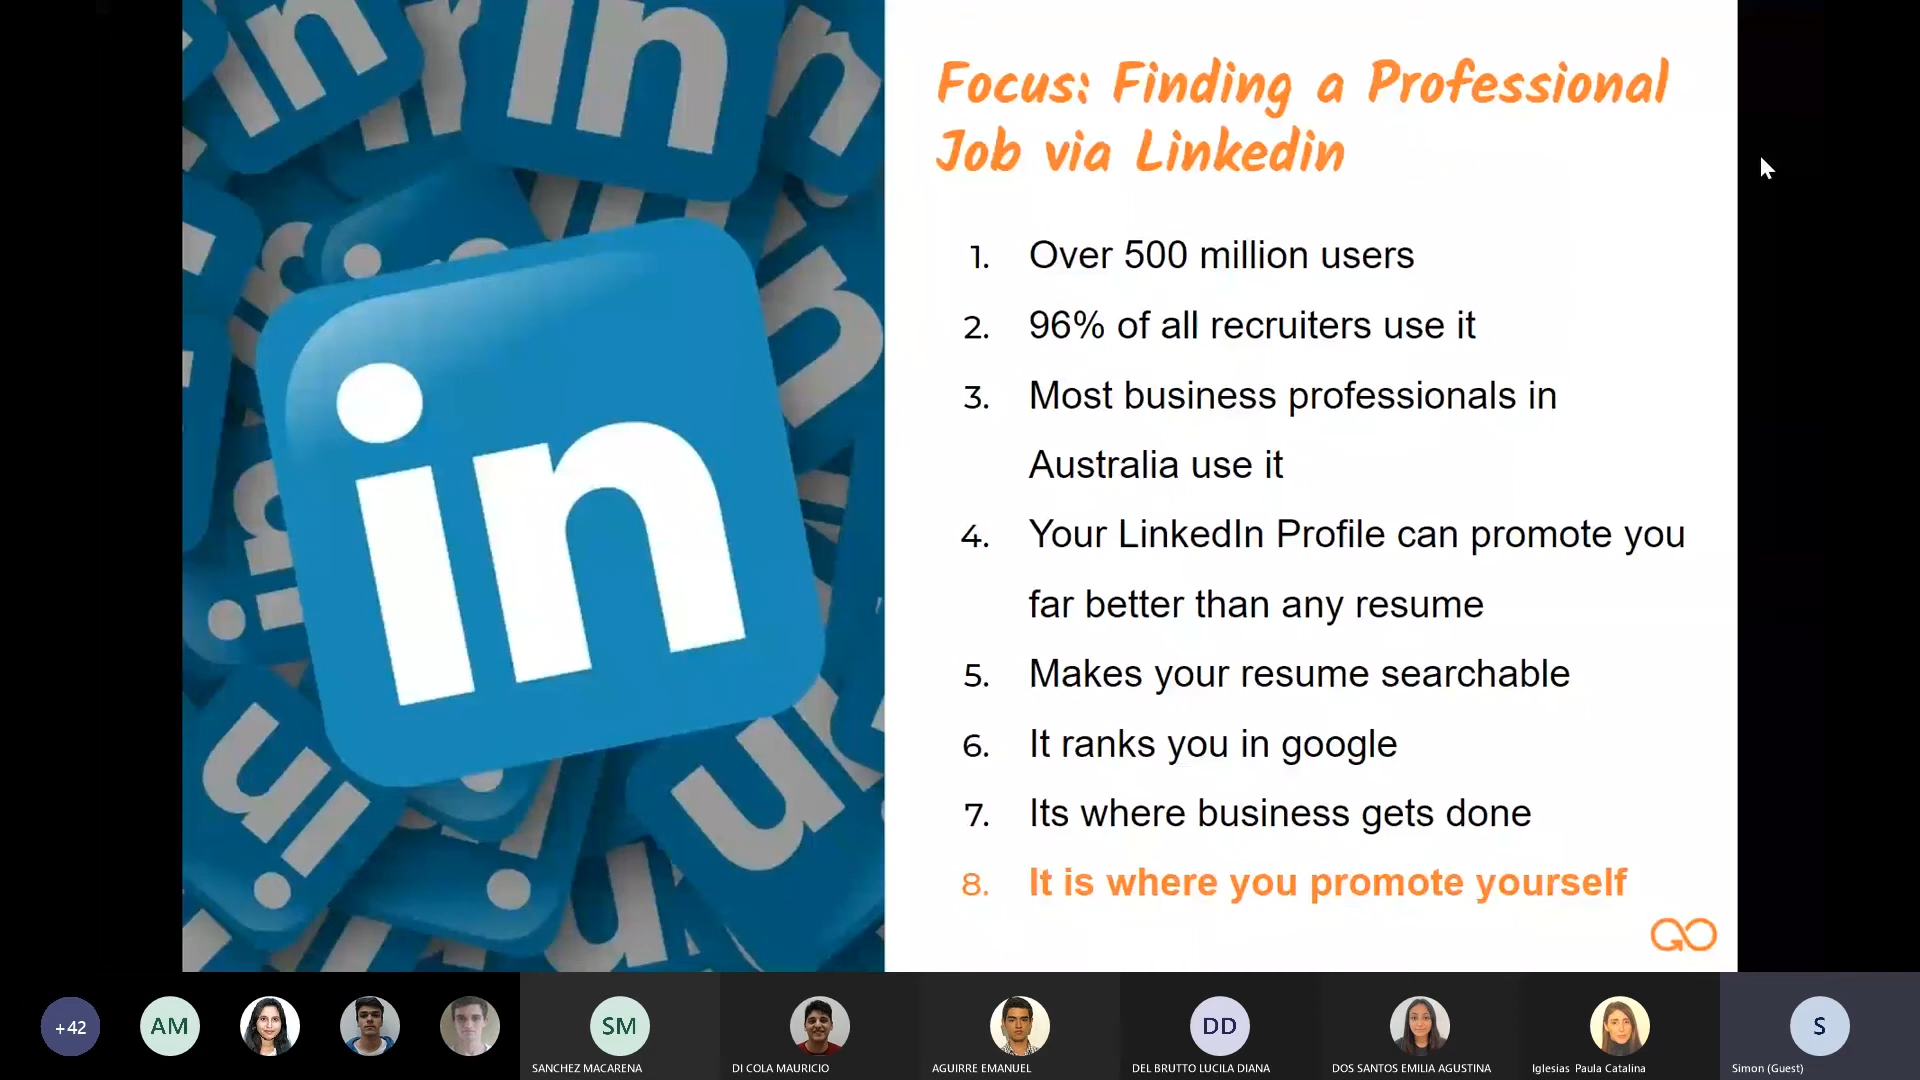 Focus: Finding a Professional
Job via Linkedin
1. Over 500 million users
2. 96% of all recruiters use it
3. Most business professionals in
Australia use it
4. Your LinkedIn Profile can promote you
far better than any resume
5. Makes your resume searchable
6. It ranks you in google
7. Its where business gets done
8. It is where you promote yourself
in
+42
AM
SM
DD
S
SANCHEZ MACARENA
DI COLA MAURICIO
AGUIRRE EMANUEL
DEL BRUTTO LUCILA DIANA
DOS SANTOS EMILIA AGUSTINA
Iglesias Paula Catalina
Simon (Guest)